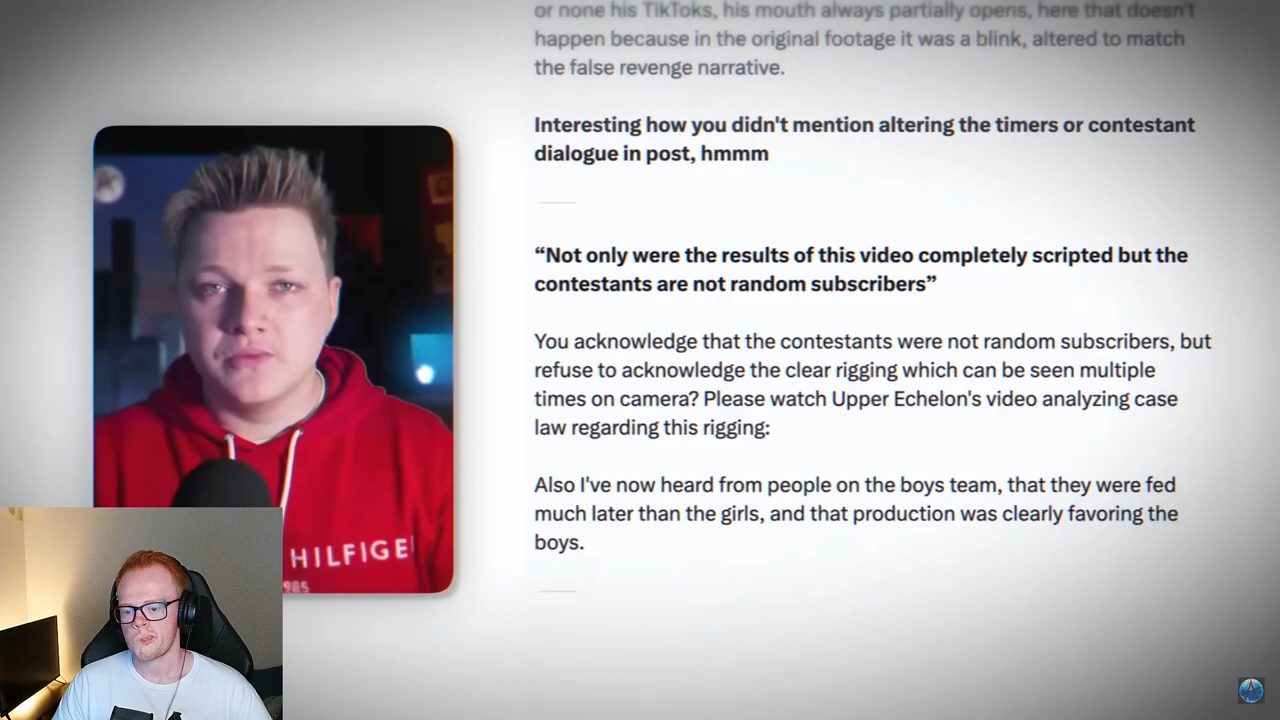 or none his TikToks, his mouth always partially opens, here that doesn't
happen because in the original footage it was a blink, altered to match
the false revenge narrative.
Interesting how you didn't mention altering the timers or contestant
dialogue in post, hmmm
“Not only were the results of this video completely scripted but the
contestants are not random subscribers”
You acknowledge that the contestants were not random subscribers, but
refuse to acknowledge the clear rigging which can be seen multiple
times on camera? Please watch Upper Echelon's video analyzing case
law regarding this rigging:
Also I've now heard from people on the boys team, that they were fed
much later than the girls, and that production was clearly favoring the
boys.
HILFIGE
985